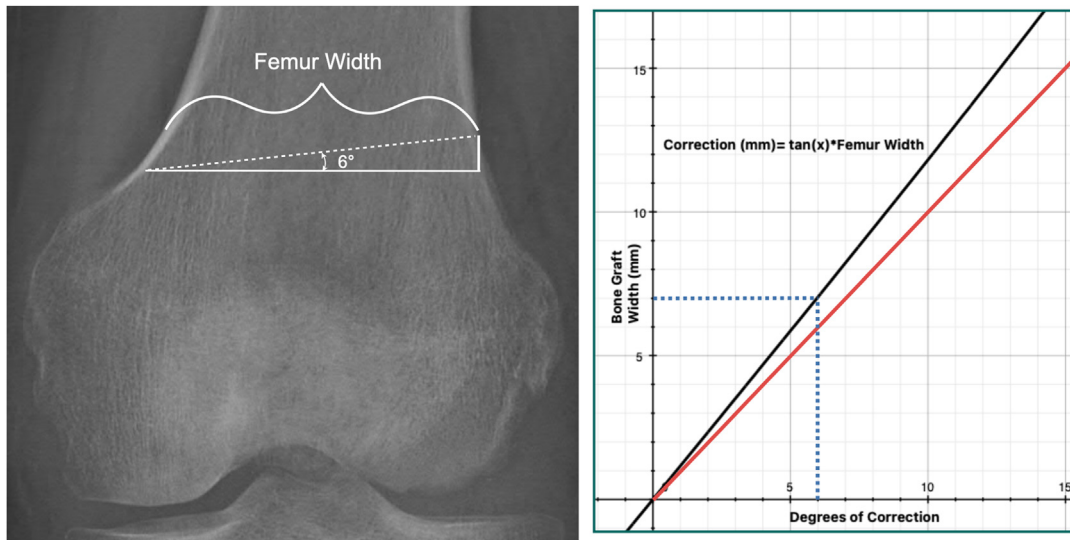 Femur Width
6°
15
Correction (mm)= tan(x)*Femur Width
10
Bone Graft
Width (mm)
5
0
5
10
15
Degrees of Correction